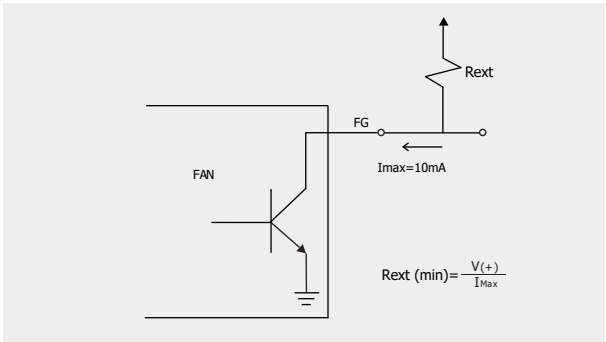 Rext
FG
Imax=10mA
FAN
Rext (min)= V(+) / IMax